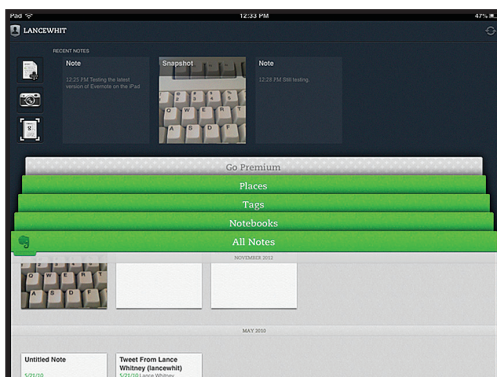 Pad 12:33 PM 47%
LANCEWHIT
RECENT NOTES
Note Snapshot Note
12:25 PM Testing the latest
version of Evernote on the iPad
12:25 PM Still testing.
Go Premium
Places
Tags
Notebooks
All Notes
NOVEMBER 2012
Q W E R T
A S D F
MAY 2010
Untitled Note
5/21/10
Tweet From Lance
Whitney (lancewhit)
5/21/10 Lance Whitney